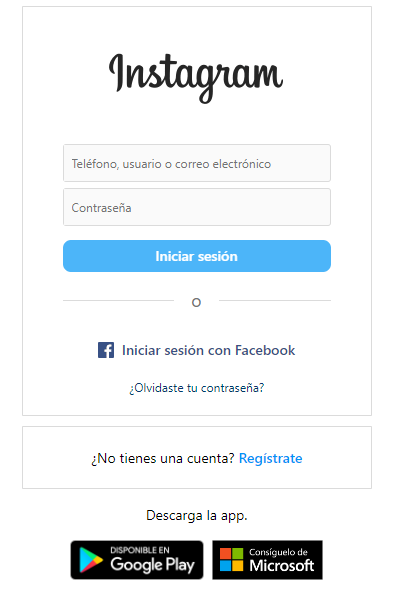 Instagram
Teléfono, usuario o correo electrónico
Contraseña
Iniciar sesión
O
Iniciar sesión con Facebook
¿Olvidaste tu contraseña?
¿No tienes una cuenta? Regístrate
Descarga la app.
DISPONIBLE EN
Google Play
Consíguelo de
Microsoft